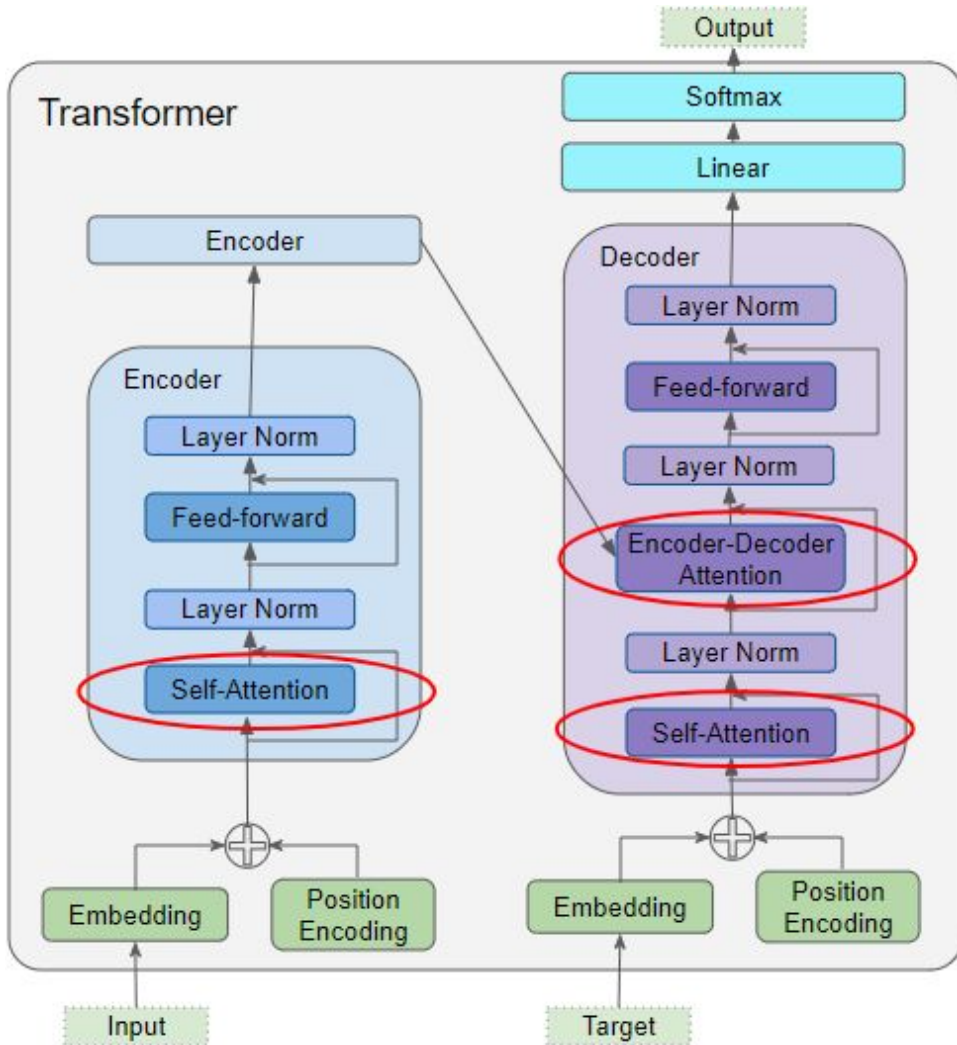 Output
Transformer
Softmax
Linear
Encoder
Encoder
Layer Norm
Feed-forward
Layer Norm
Self-Attention
Decoder
Layer Norm
Feed-forward
Layer Norm
Encoder-Decoder
Attention
Layer Norm
Self-Attention
Embedding
Position
Encoding
Embedding
Position
Encoding
Input
Target